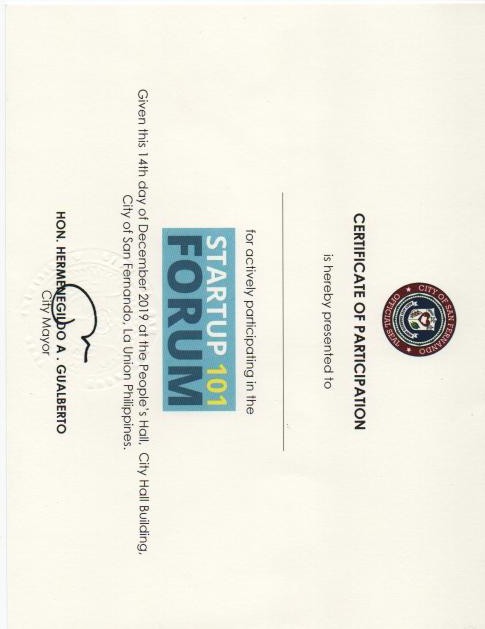 CITY OF SAN FERNANDO
OFFICIAL SEAL
CERTIFICATE OF PARTICIPATION
is hereby presented to
for actively participating in the
STARTUP 101
FORUM
Given this 14th day of December 2019 at the People's Hall, City Hall Building,
City of San Fernando, La Union Philippines.
HON. HERMENEGILDO A . GUALBERTO
City Mayor